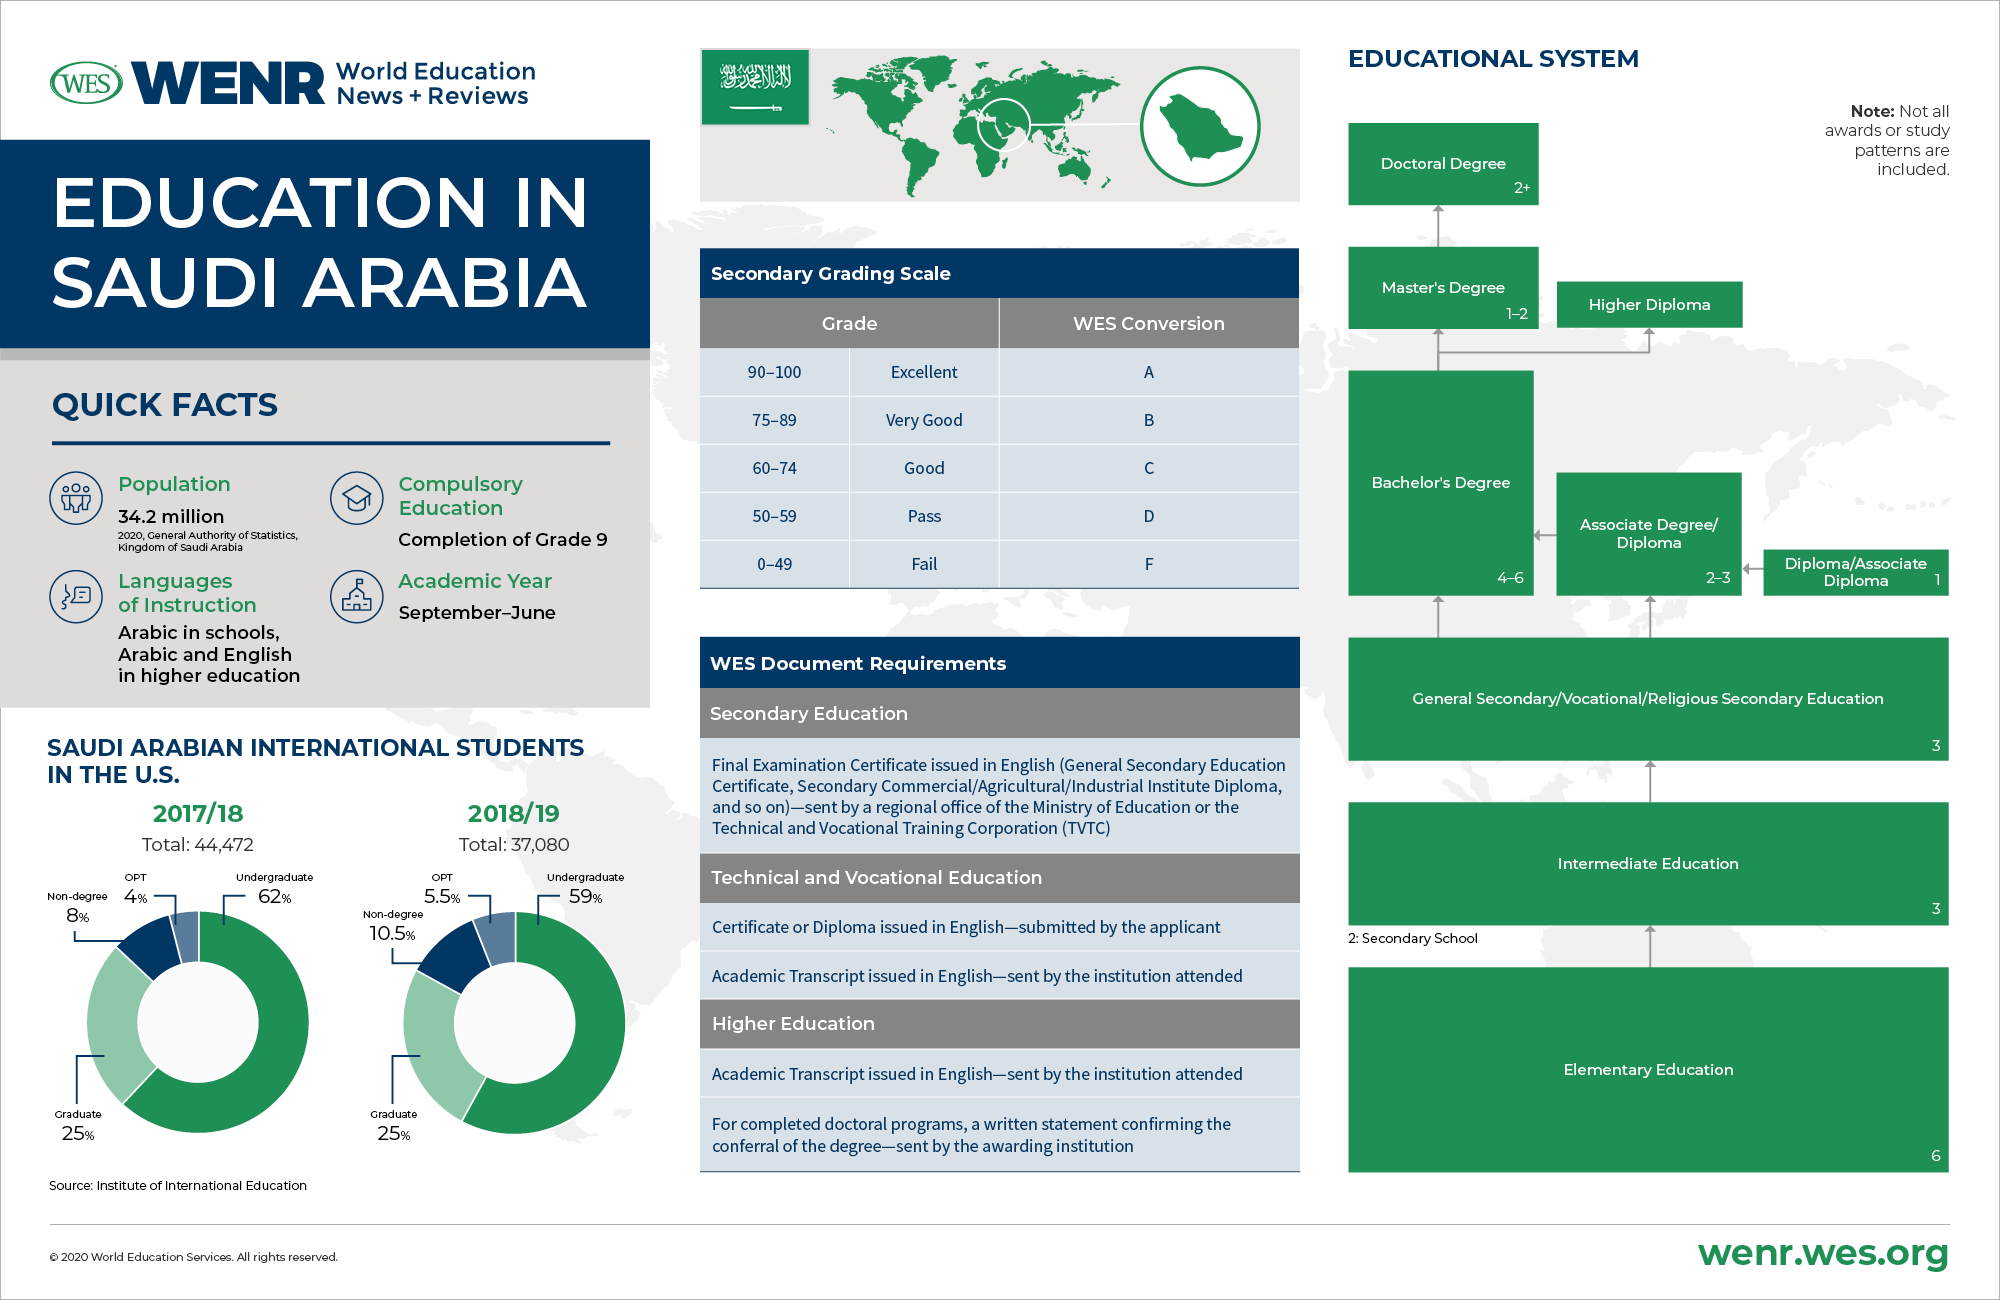 WES WENR World Education
News + Reviews
EDUCATION IN
SAUDI ARABIA
QUICK FACTS
Population
34.2 million
2020, General Authority of Statistics,
Kingdom of Saudi Arabia
Compulsory
Education
Completion of Grade 9
Languages
of Instruction
Arabic in schools,
Arabic and English
in higher education
Academic Year
September–June
SAUDI ARABIAN INTERNATIONAL STUDENTS
IN THE U.S.
2017/18
Total: 44,472
OPT
4%
Undergraduate
62%
Non-degree
8%
Graduate
25%
2018/19
Total: 37,080
OPT
5.5%
Undergraduate
59%
Non-degree
10.5%
Graduate
25%
Source: Institute of International Education
Secondary Grading Scale
Grade WES Conversion
90–100 Excellent A
75–89 Very Good B
60–74 Good C
50–59 Pass D
0–49 Fail F
WES Document Requirements
Secondary Education
Final Examination Certificate issued in English (General Secondary Education
Certificate, Secondary Commercial/Agricultural/Industrial Institute Diploma,
and so on)—sent by a regional office of the Ministry of Education or the
Technical and Vocational Training Corporation (TVTC)
Technical and Vocational Education
Certificate or Diploma issued in English—submitted by the applicant
Academic Transcript issued in English—sent by the institution attended
Higher Education
Academic Transcript issued in English—sent by the institution attended
For completed doctoral programs, a written statement confirming the
conferral of the degree—sent by the awarding institution
EDUCATIONAL SYSTEM
Note: Not all
awards or study
patterns are
included.
Doctoral Degree
2+
Master's Degree
1–2
Higher Diploma
Bachelor's Degree
4–6
Associate Degree/
Diploma
2–3
Diploma/Associate
Diploma 1
General Secondary/Vocational/Religious Secondary Education
3
Intermediate Education
3
2: Secondary School
Elementary Education
6
© 2020 World Education Services. All rights reserved.
wenr.wes.org